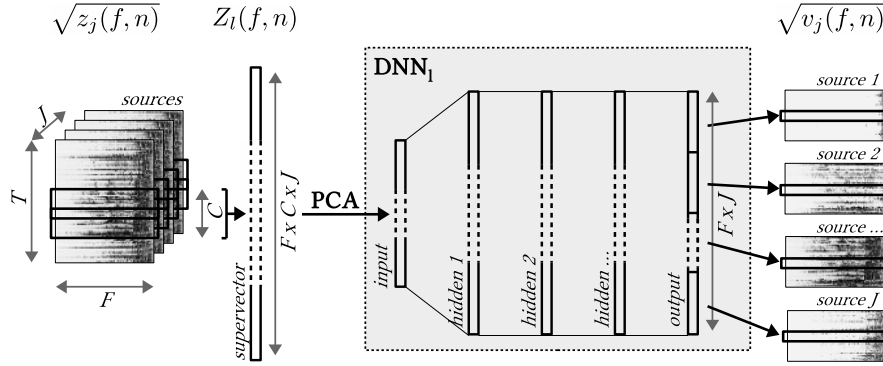 √z_j(f,n)
Z_l(f,n)
√v_j(f,n)
DNN_l
sources
J
T
C
F
supervector
F x C x J
PCA
input
hidden 1
hidden 2
hidden ...
output
F x J
source 1
source 2
source ...
source J